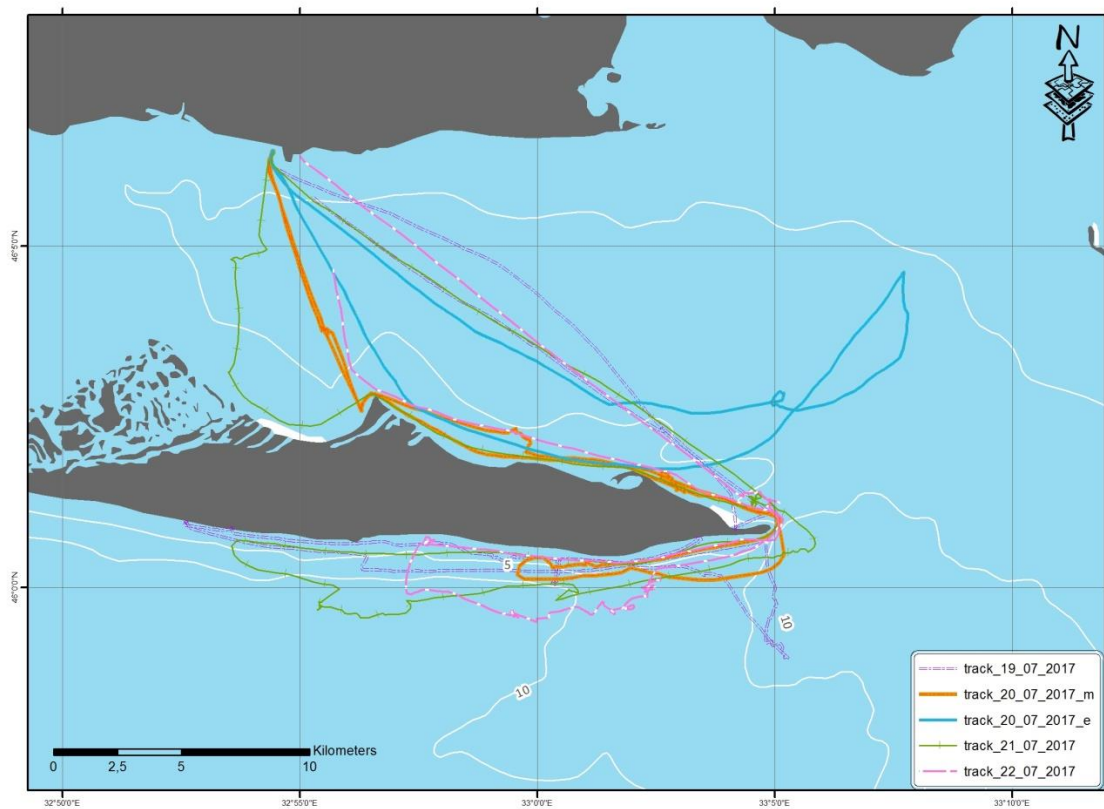 N
46°5'0"N
46°0'0"N
5
10
10
track_19_07_2017
track_20_07_2017_m
track_20_07_2017_e
track_21_07_2017
track_22_07_2017
Kilometers
0 2,5 5 10
32°50'0"E 32°55'0"E 33°0'0"E 33°5'0"E 33°10'0"E